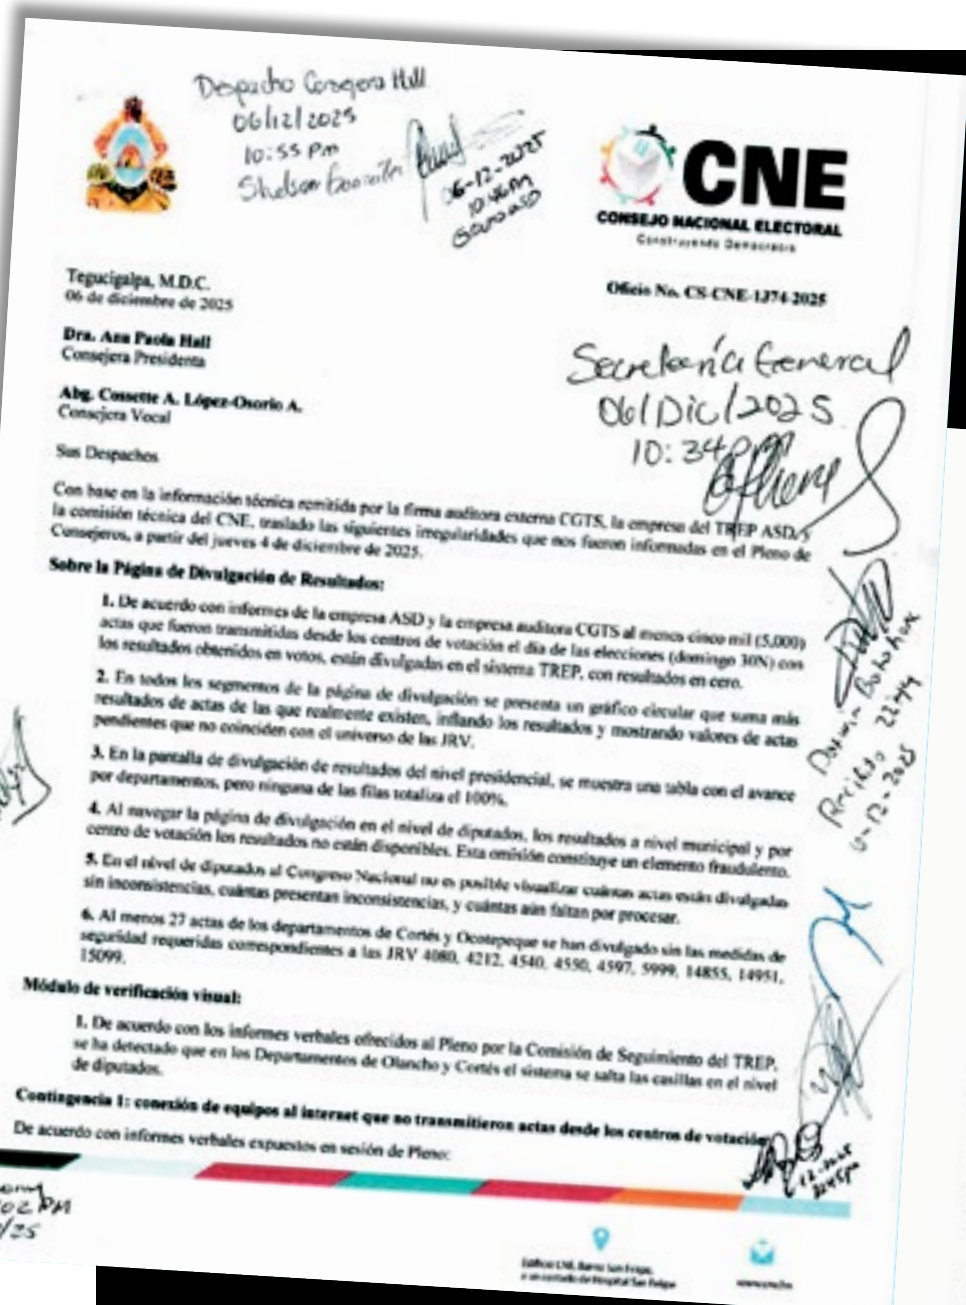 Despacho Consejera Hall
06/12/2025
10:55 Pm
06-12-2025
10:46 Pm
CNE
CONSEJO NACIONAL ELECTORAL
Construyendo Democracia
Tegucigalpa, M.D.C.
06 de diciembre de 2025
Oficio No. CS-CNE-1374-2025
Dra. Ana Paola Hall
Consejera Presidenta
Secretaría General
06/Dic/2025
10:34
Abg. Cossette A. López-Osorio A.
Consejera Vocal
Sus Despachos
Con base en la información técnica remitida por la firma auditora externa CGTS, la empresa del TREP ASD y
la comisión técnica del CNE, traslado las siguientes irregularidades que nos fueron informadas en el Pleno de
Consejeros, a partir del jueves 4 de diciembre de 2025.
Sobre la Página de Divulgación de Resultados:
1. De acuerdo con informes de la empresa ASD y la empresa auditora CGTS al menos cinco mil (5,000)
actas que fueron transmitidas desde los centros de votación el día de las elecciones (domingo 30N) con
los resultados obtenidos en votos, están divulgadas en el sistema TREP, con resultados en cero.
2. En todos los segmentos de la página de divulgación se presenta un gráfico circular que suma más
resultados de actas de las que realmente existen, inflando los resultados y mostrando valores de actas
pendientes que no coinciden con el universo de las JRV.
3. En la pantalla de divulgación de resultados del nivel presidencial, se muestra una tabla con el avance
por departamentos, pero ninguna de las filas totaliza el 100%.
4. Al navegar la página de divulgación en el nivel de diputados, los resultados a nivel municipal y por
centro de votación los resultados no están disponibles. Esta omisión constituye un elemento fraudulento.
5. En el nivel de diputados al Congreso Nacional no es posible visualizar cuántas actas están divulgadas
sin inconsistencias, cuántas presentan inconsistencias, y cuántas aún faltan por procesar.
6. Al menos 27 actas de los departamentos de Cortés y Ocotepeque se han divulgado sin las medidas de
seguridad requeridas correspondientes a las JRV 4080, 4212, 4540, 4550, 4597, 5999, 14855, 14951,
15099.
Recibido
Módulo de verificación visual:
1. De acuerdo con los informes verbales ofrecidos al Pleno por la Comisión de Seguimiento del TREP,
se ha detectado que en los Departamentos de Olancho y Cortés el sistema se salta las casillas en el nivel
de diputados.
Contingencia 1: conexión de equipos al internet que no transmitieron actas desde los centros de votación
De acuerdo con informes verbales expuestos en sesión de Pleno:
02 PM
/25
Edificio CNE, Barrio San Felipe,
a un costado de Hospital San Felipe
www.cne.hn